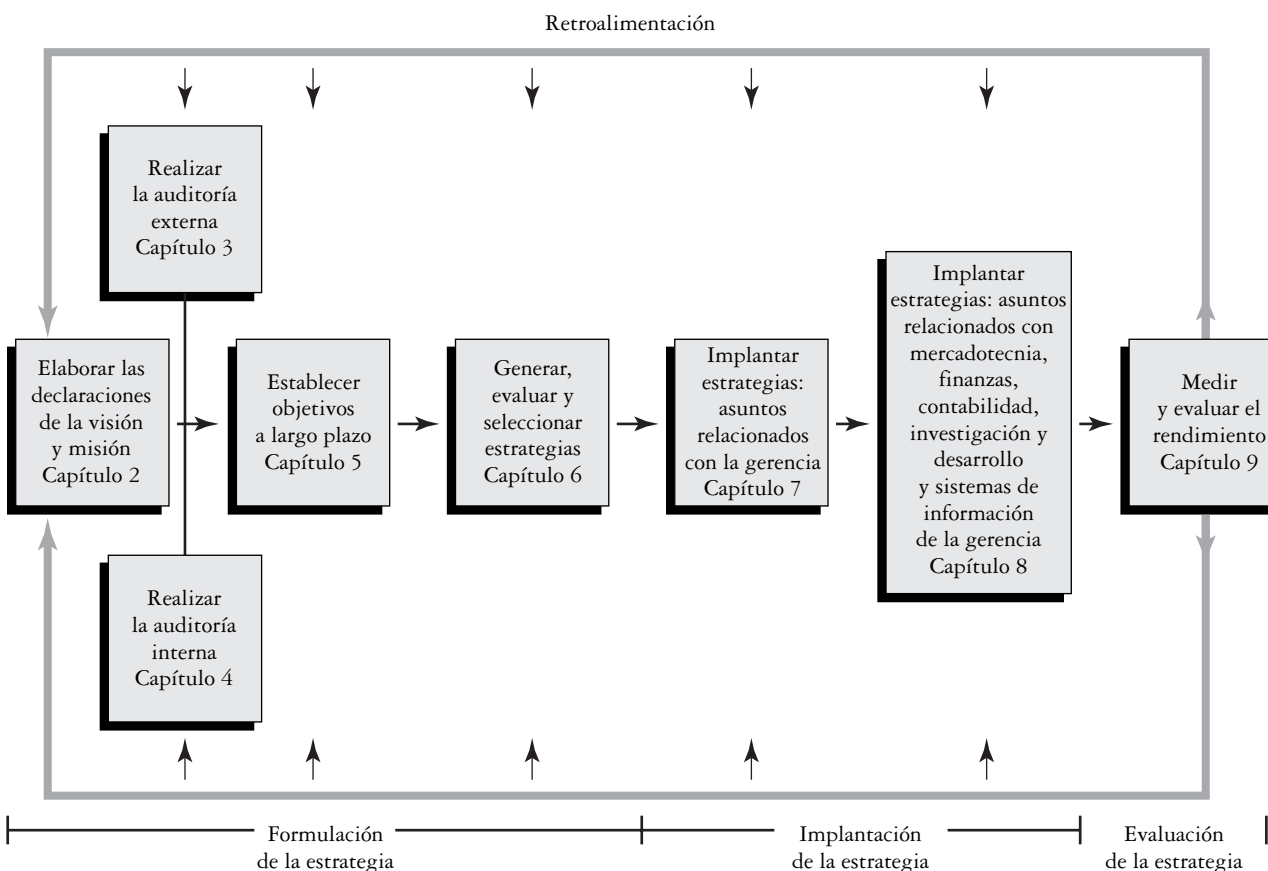 Retroalimentación
Realizar
la auditoría
externa
Capítulo 3
Elaborar las
declaraciones
de la visión
y misión
Capítulo 2
Establecer
objetivos
a largo plazo
Capítulo 5
Generar,
evaluar y
seleccionar
estrategias
Capítulo 6
Implantar
estrategias:
asuntos
relacionados
con la gerencia
Capítulo 7
Implantar
estrategias: asuntos
relacionados con
mercadotecnia,
finanzas,
contabilidad,
investigación y
desarrollo
y sistemas de
información
de la gerencia
Capítulo 8
Medir
y evaluar el
rendimiento
Capítulo 9
Realizar
la auditoría
interna
Capítulo 4
Formulación
de la estrategia
Implantación
de la estrategia
Evaluación
de la estrategia